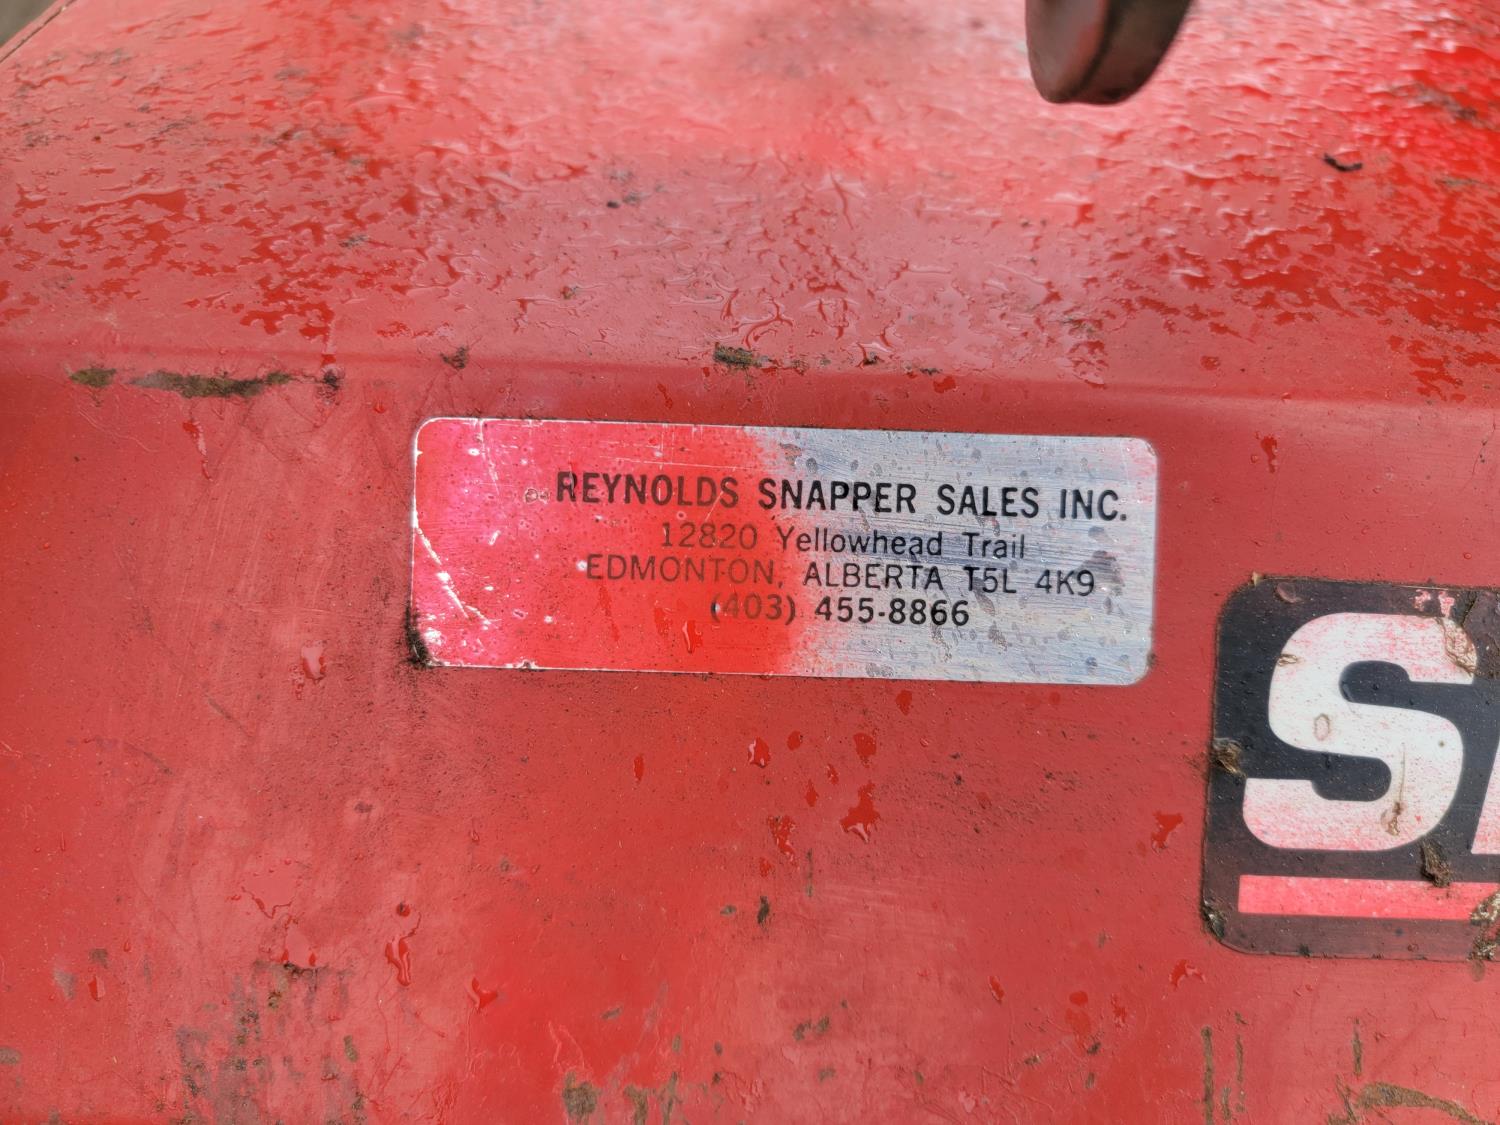 REYNOLDS SNAPPER SALES INC.
12820 Yellowhead Trail
EDMONTON, ALBERTA T5L 4K9
(403) 455-8866
S